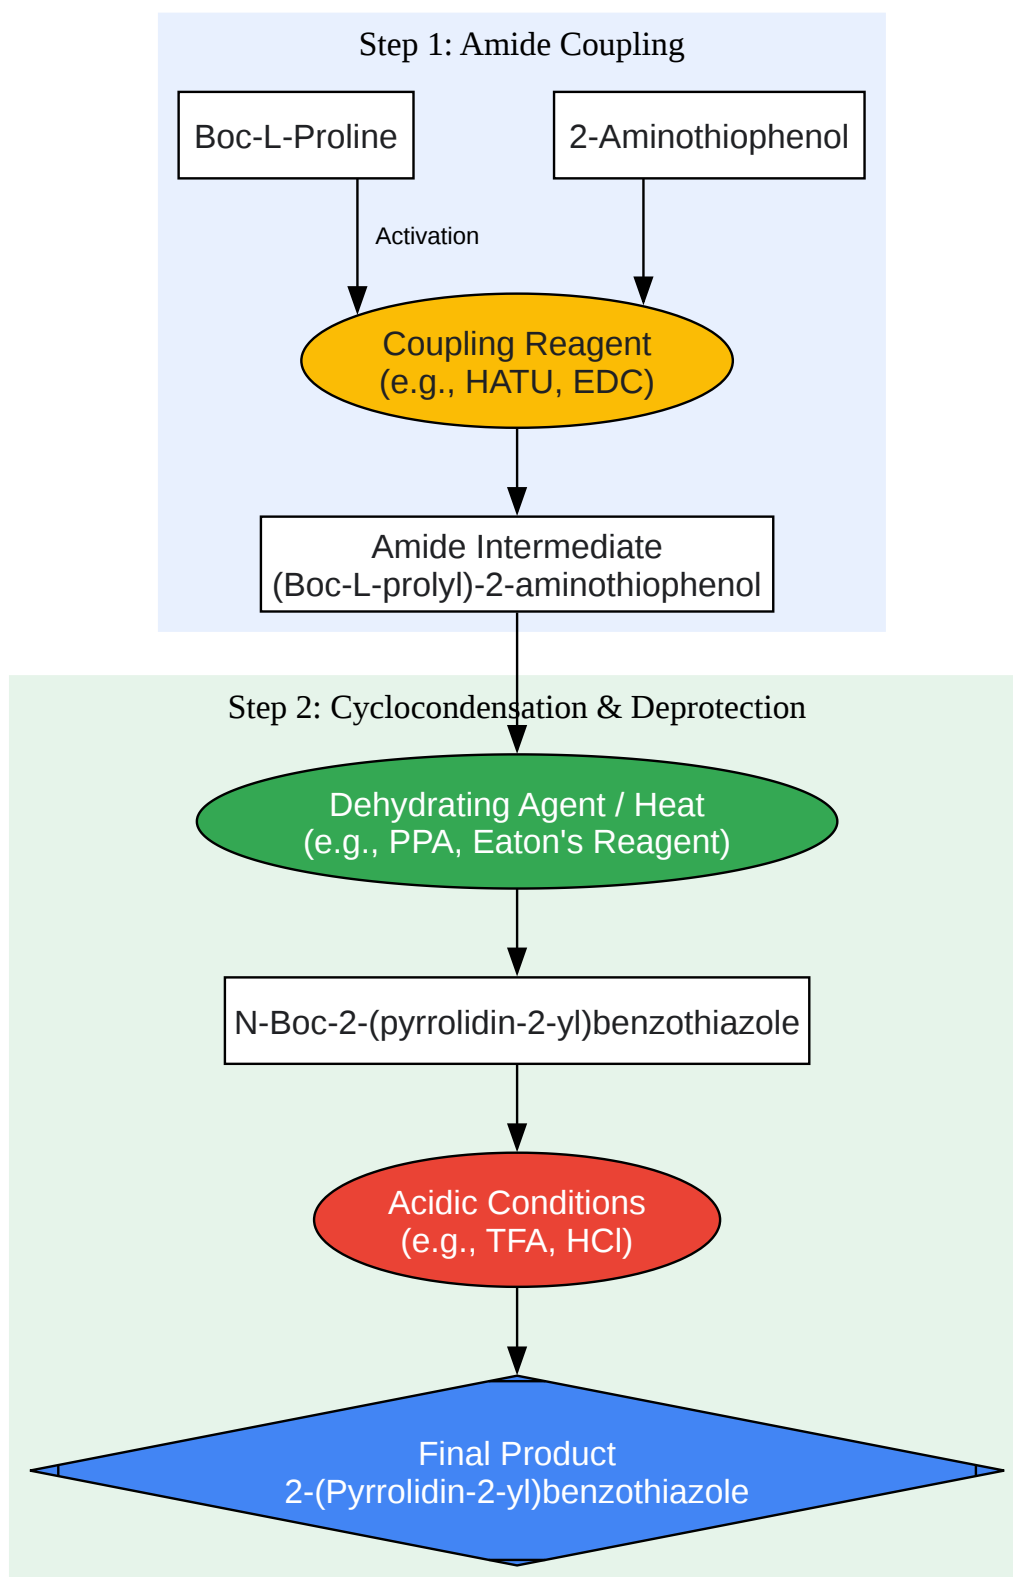 Step 1: Amide Coupling
Boc-L-Proline
2-Aminothiophenol
Activation
Coupling Reagent
(e.g., HATU, EDC)
Amide Intermediate
(Boc-L-prolyl)-2-aminothiophenol
Step 2: Cyclocondensation & Deprotection
Dehydrating Agent / Heat
(e.g., PPA, Eaton's Reagent)
N-Boc-2-(pyrrolidin-2-yl)benzothiazole
Acidic Conditions
(e.g., TFA, HCl)
Final Product
2-(Pyrrolidin-2-yl)benzothiazole